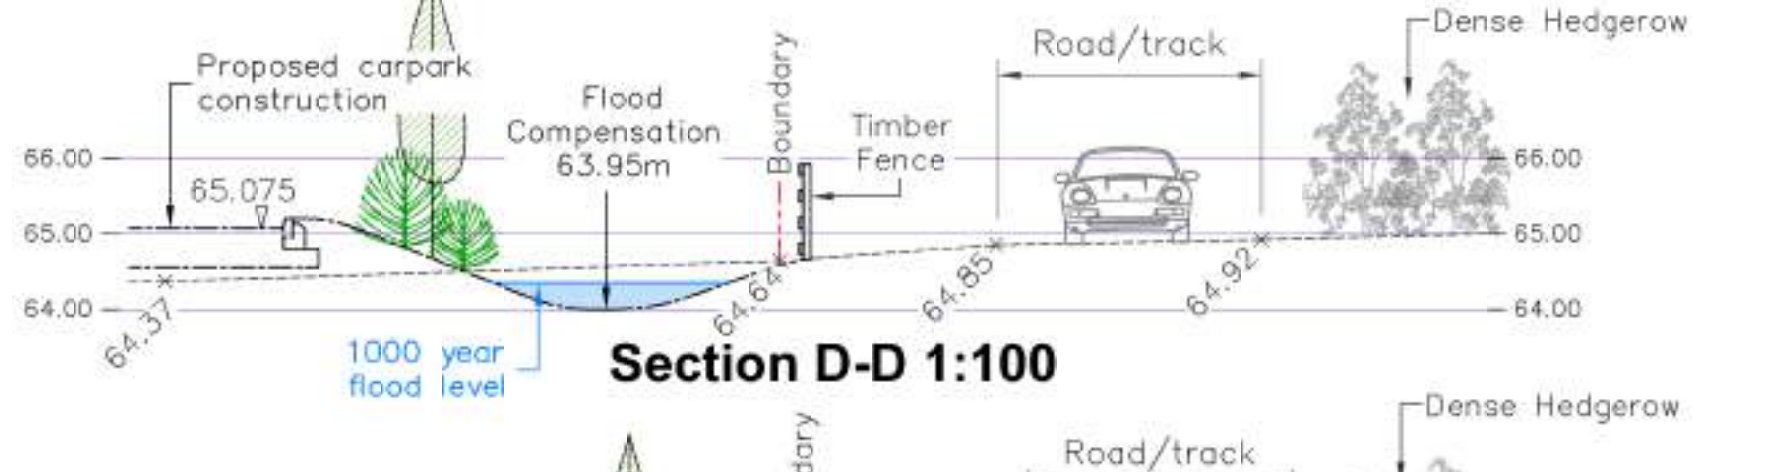 Dense Hedgerow
Road/track
Proposed carpark
construction
Boundary
Flood
Compensation
63.95m
Timber
Fence
66.00
66.00
65.075
65.00
65.00
64.00
64.00
64.37
64.64
64.85
64.92
1000 year
flood level
Section D-D 1:100
Dense Hedgerow
dary
Road/track